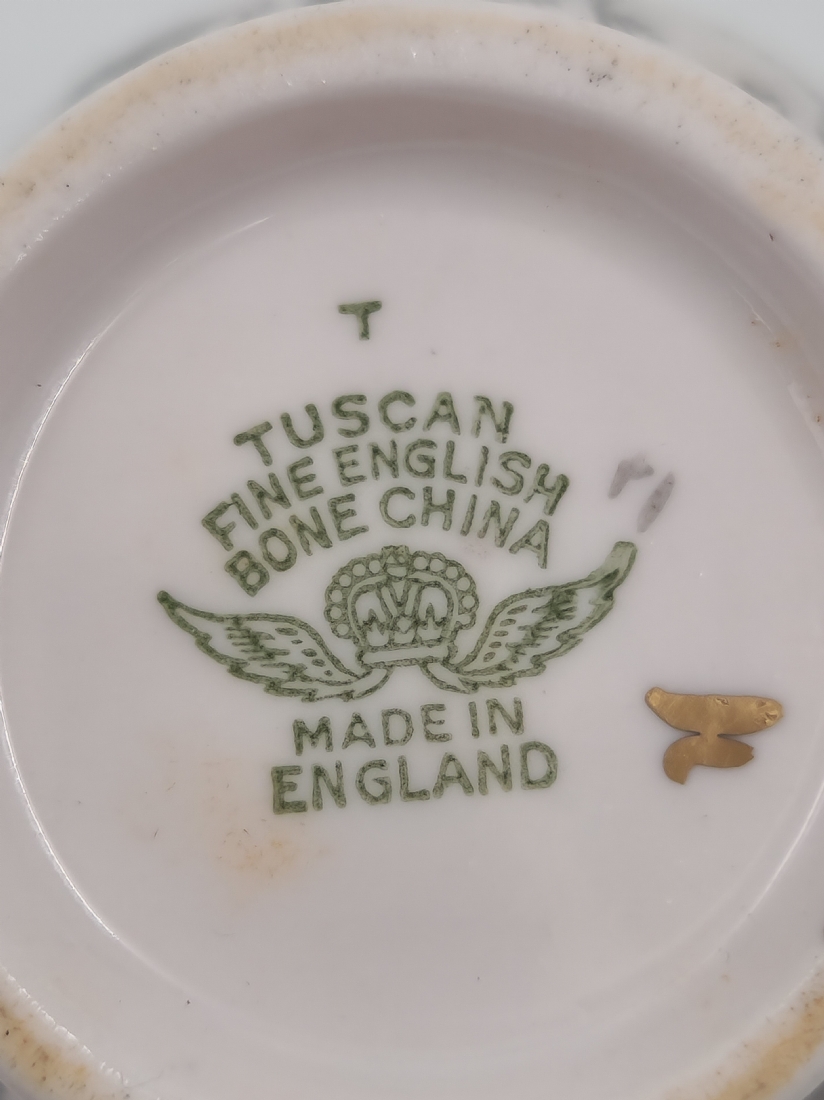 T
TUSCAN
FINE ENGLISH
BONE CHINA
MADE IN
ENGLAND